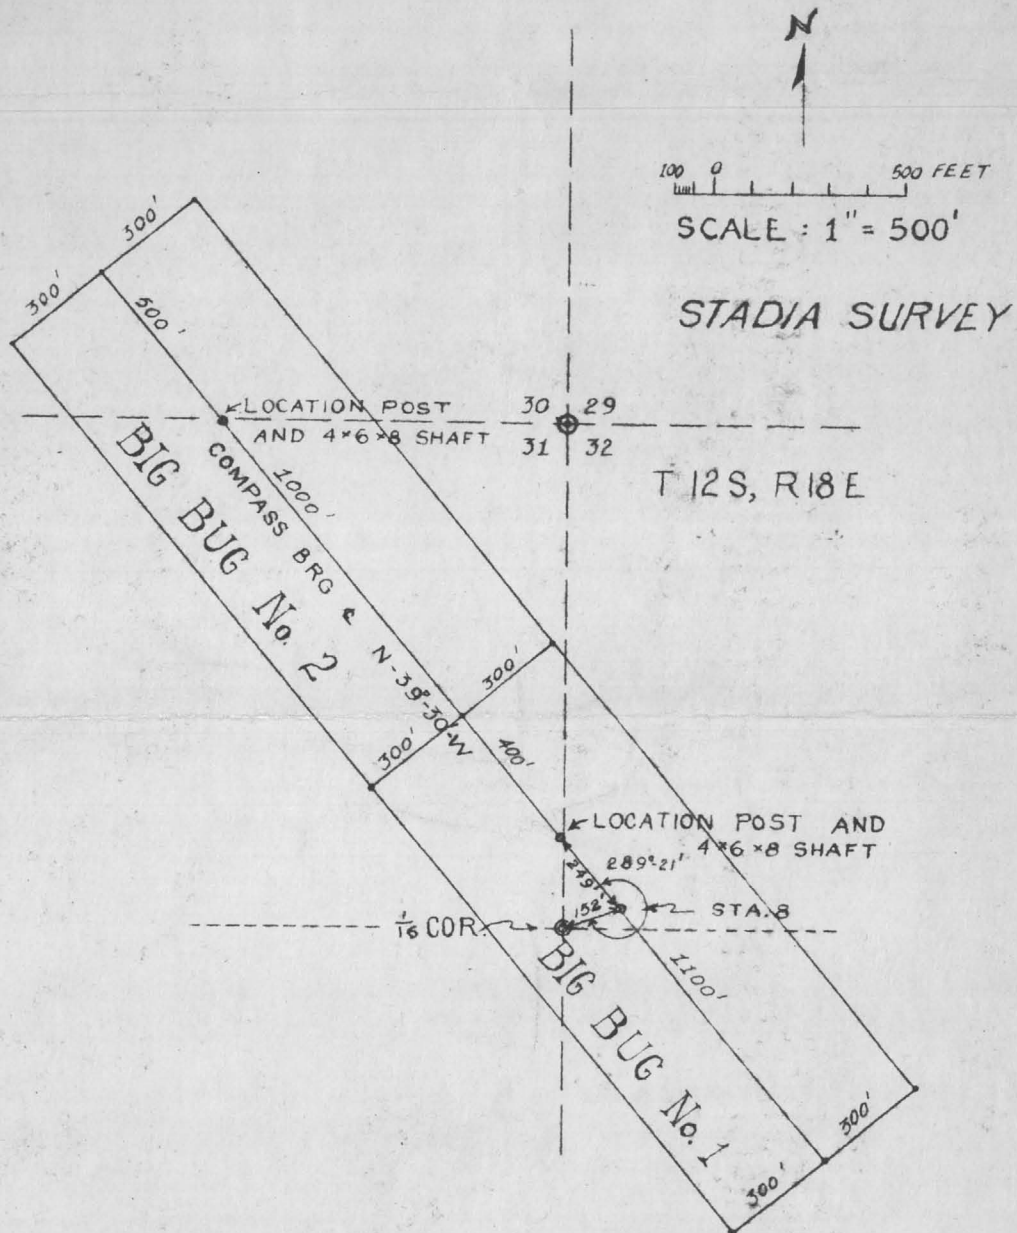 N
100 0 500 FEET
SCALE : 1" = 500'
STADIA SURVEY
300'
300'
500'
LOCATION POST
AND 4×6×8 SHAFT
30 29
31 32
T 12 S, R 18 E
1000'
COMPASS BRG ℄ N-39°-30'-W
BIG BUG No. 2
300'
300'
400'
LOCATION POST AND
4×6×8 SHAFT
289°-21'
249'
152'
STA. 8
1/16 COR.
1100'
BIG BUG No. 1
300'
300'